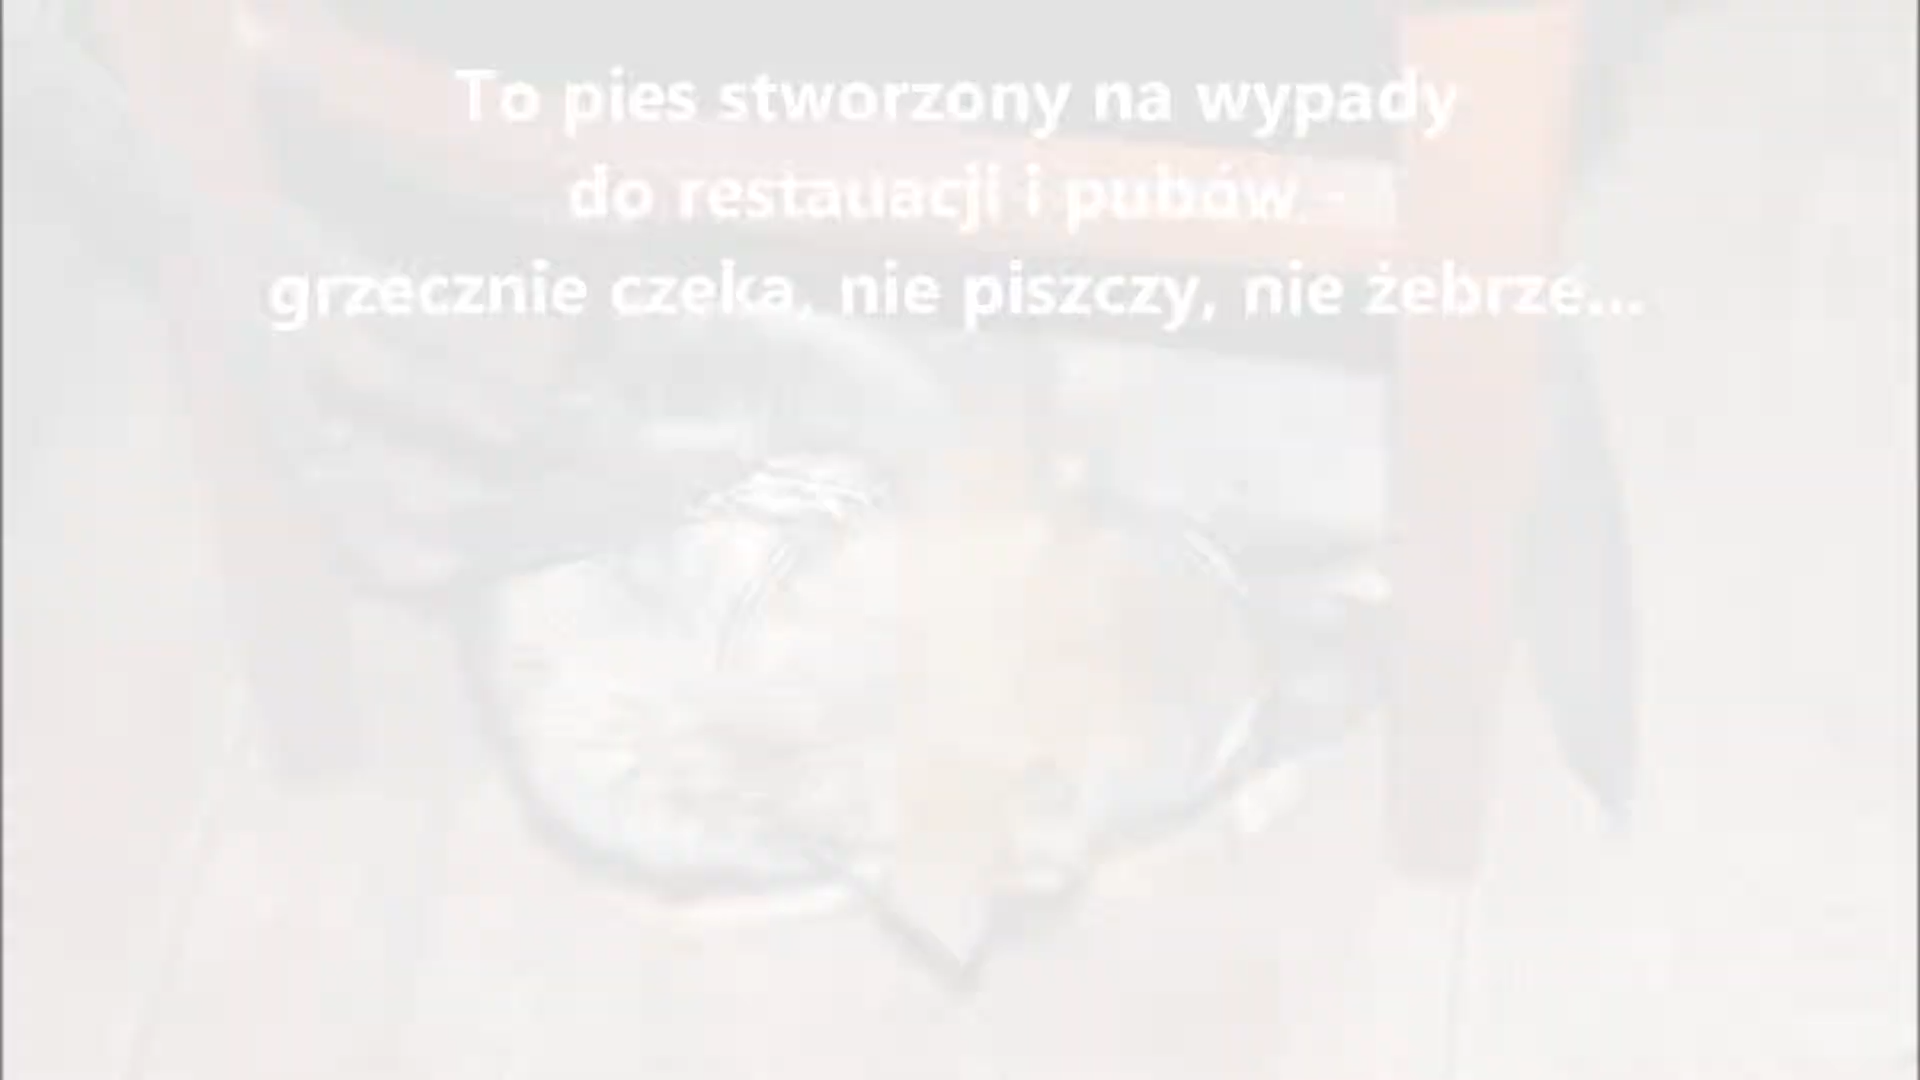 To pies stworzony na wypady
do restauacji i pubów -
grzecznie czeka, nie piszczy, nie żebrze...